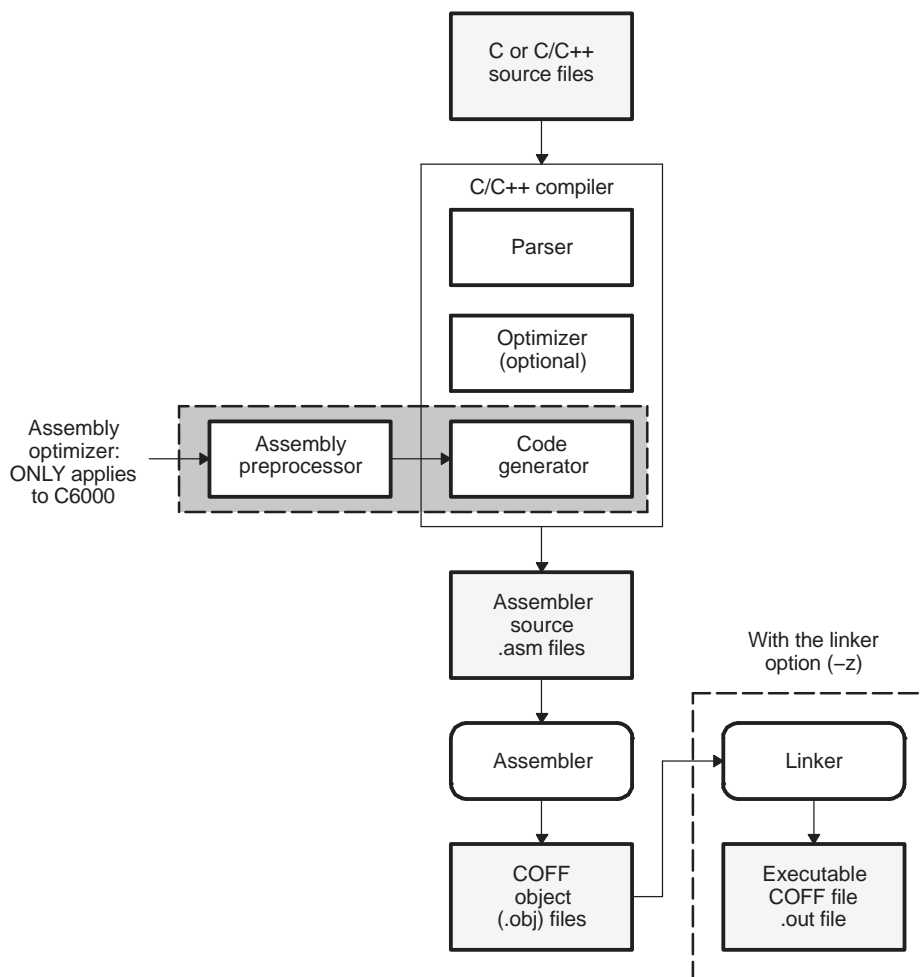 C or C/C++
source files
C/C++ compiler
Parser
Optimizer
(optional)
Assembly
optimizer:
ONLY applies
to C6000
Assembly
preprocessor
Code
generator
Assembler
source
.asm files
With the linker
option (−z)
Assembler
Linker
COFF
object
(.obj) files
Executable
COFF file
.out file